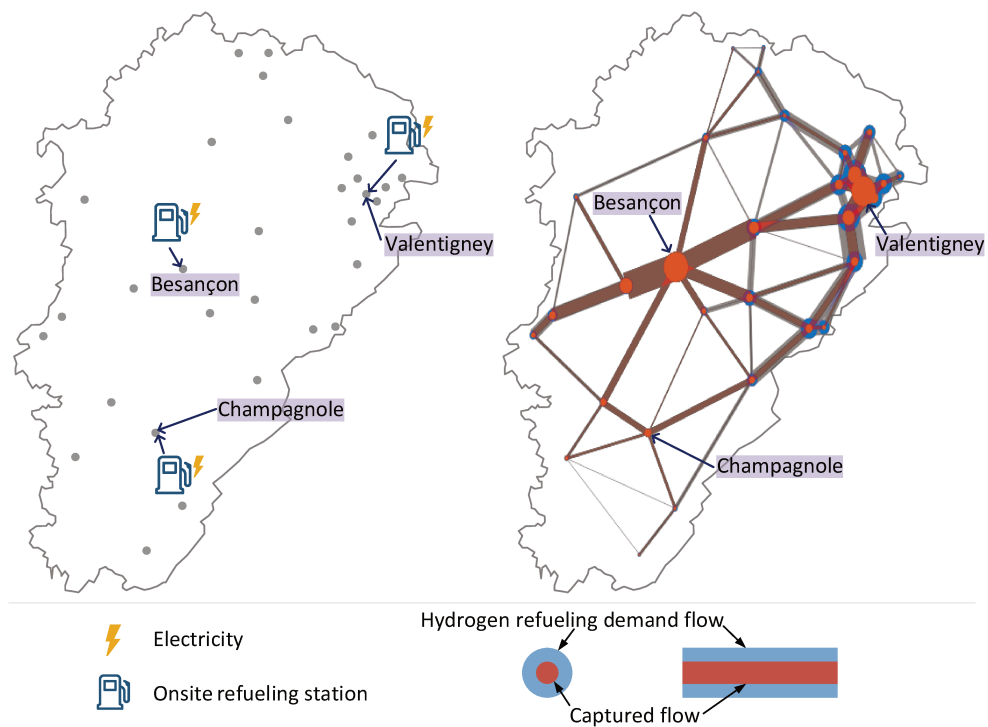 Valentigney
Besançon
Champagnole
Besançon
Valentigney
Champagnole
Electricity
Onsite refueling station
Hydrogen refueling demand flow
Captured flow